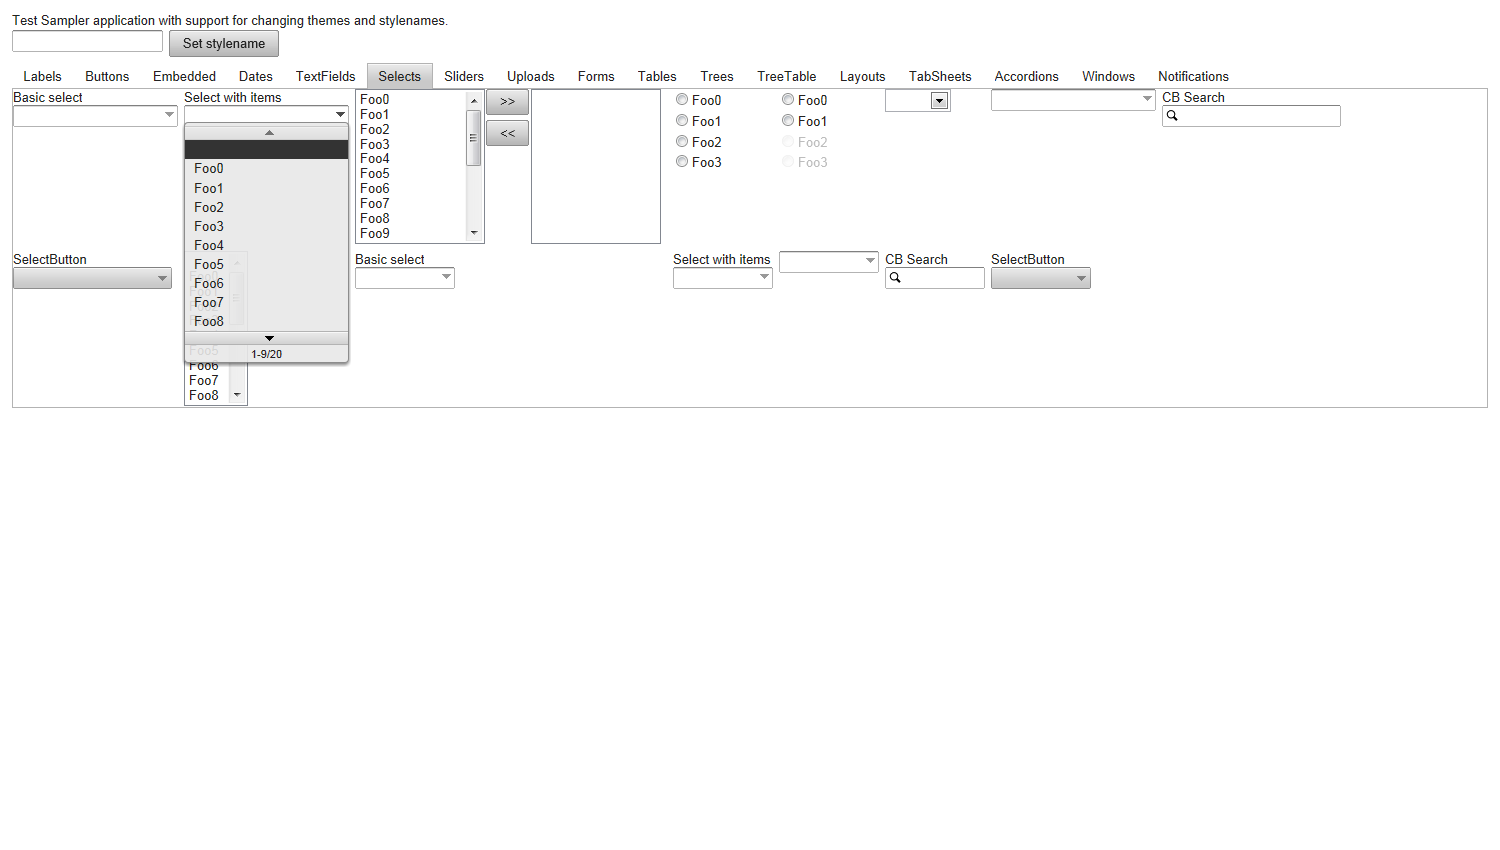 Test Sampler application with support for changing themes and stylenames.
Set stylename
Labels Buttons Embedded Dates TextFields Selects Sliders Uploads Forms Tables Trees TreeTable Layouts TabSheets Accordions Windows Notifications
Basic select
Select with items
Foo0
Foo1
Foo2
Foo3
Foo4
Foo5
Foo6
Foo7
Foo8
1-9/20
Foo0
Foo1
Foo2
Foo3
Foo4
Foo5
Foo6
Foo7
Foo8
Foo9
>>
<<
Foo0
Foo1
Foo2
Foo3
Foo0
Foo1
Foo2
Foo3
CB Search
SelectButton
Foo5
Foo6
Foo7
Foo8
Basic select
Select with items
CB Search
SelectButton